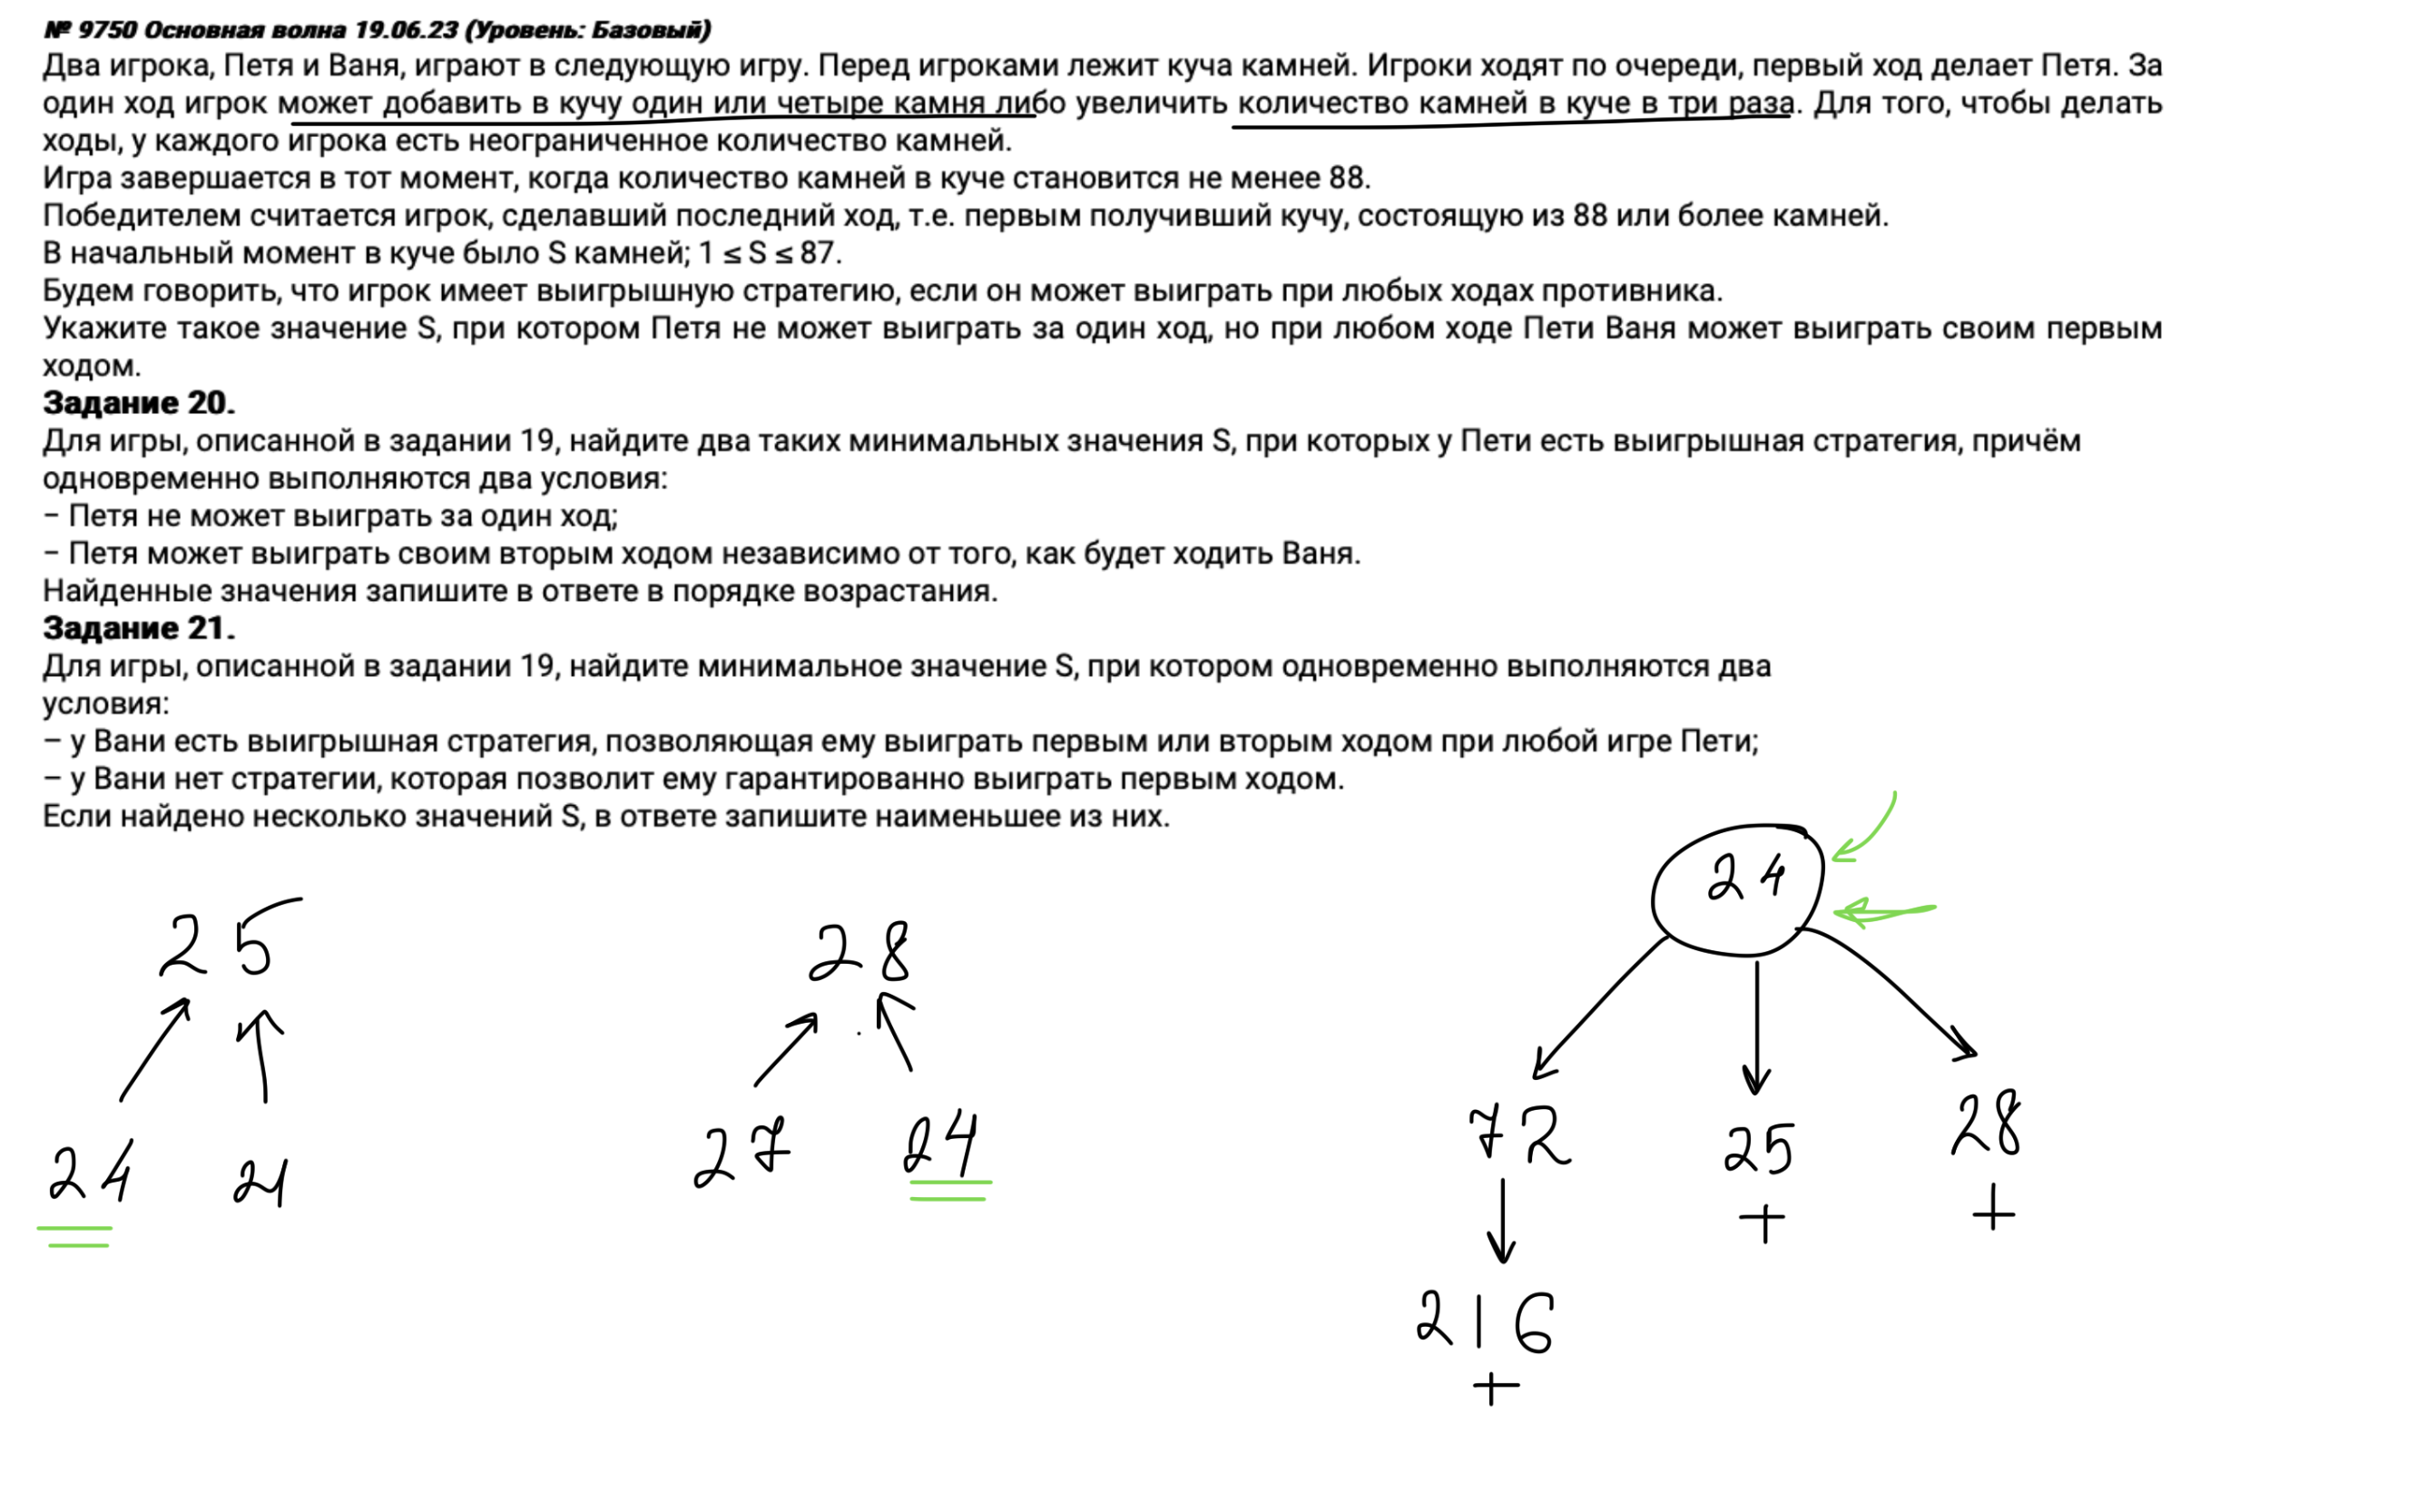 № 9750 Основная волна 19.06.23 (Уровень: Базовый)
Два игрока, Петя и Ваня, играют в следующую игру. Перед игроками лежит куча камней. Игроки ходят по очереди, первый ход делает Петя. За
один ход игрок может добавить в кучу один или четыре камня либо увеличить количество камней в куче в три раза. Для того, чтобы делать
ходы, у каждого игрока есть неограниченное количество камней.
Игра завершается в тот момент, когда количество камней в куче становится не менее 88.
Победителем считается игрок, сделавший последний ход, т.е. первым получивший кучу, состоящую из 88 или более камней.
В начальный момент в куче было S камней; 1 ≤ S ≤ 87.
Будем говорить, что игрок имеет выигрышную стратегию, если он может выиграть при любых ходах противника.
Укажите такое значение S, при котором Петя не может выиграть за один ход, но при любом ходе Пети Ваня может выиграть своим первым
ходом.
Задание 20.
Для игры, описанной в задании 19, найдите два таких минимальных значения S, при которых у Пети есть выигрышная стратегия, причём
одновременно выполняются два условия:
− Петя не может выиграть за один ход;
− Петя может выиграть своим вторым ходом независимо от того, как будет ходить Ваня.
Найденные значения запишите в ответе в порядке возрастания.
Задание 21.
Для игры, описанной в задании 19, найдите минимальное значение S, при котором одновременно выполняются два
условия:
– у Вани есть выигрышная стратегия, позволяющая ему выиграть первым или вторым ходом при любой игре Пети;
– у Вани нет стратегии, которая позволит ему гарантированно выиграть первым ходом.
Если найдено несколько значений S, в ответе запишите наименьшее из них.
25 28 24
24 21 27 24 72 25 28
+ +
216
+